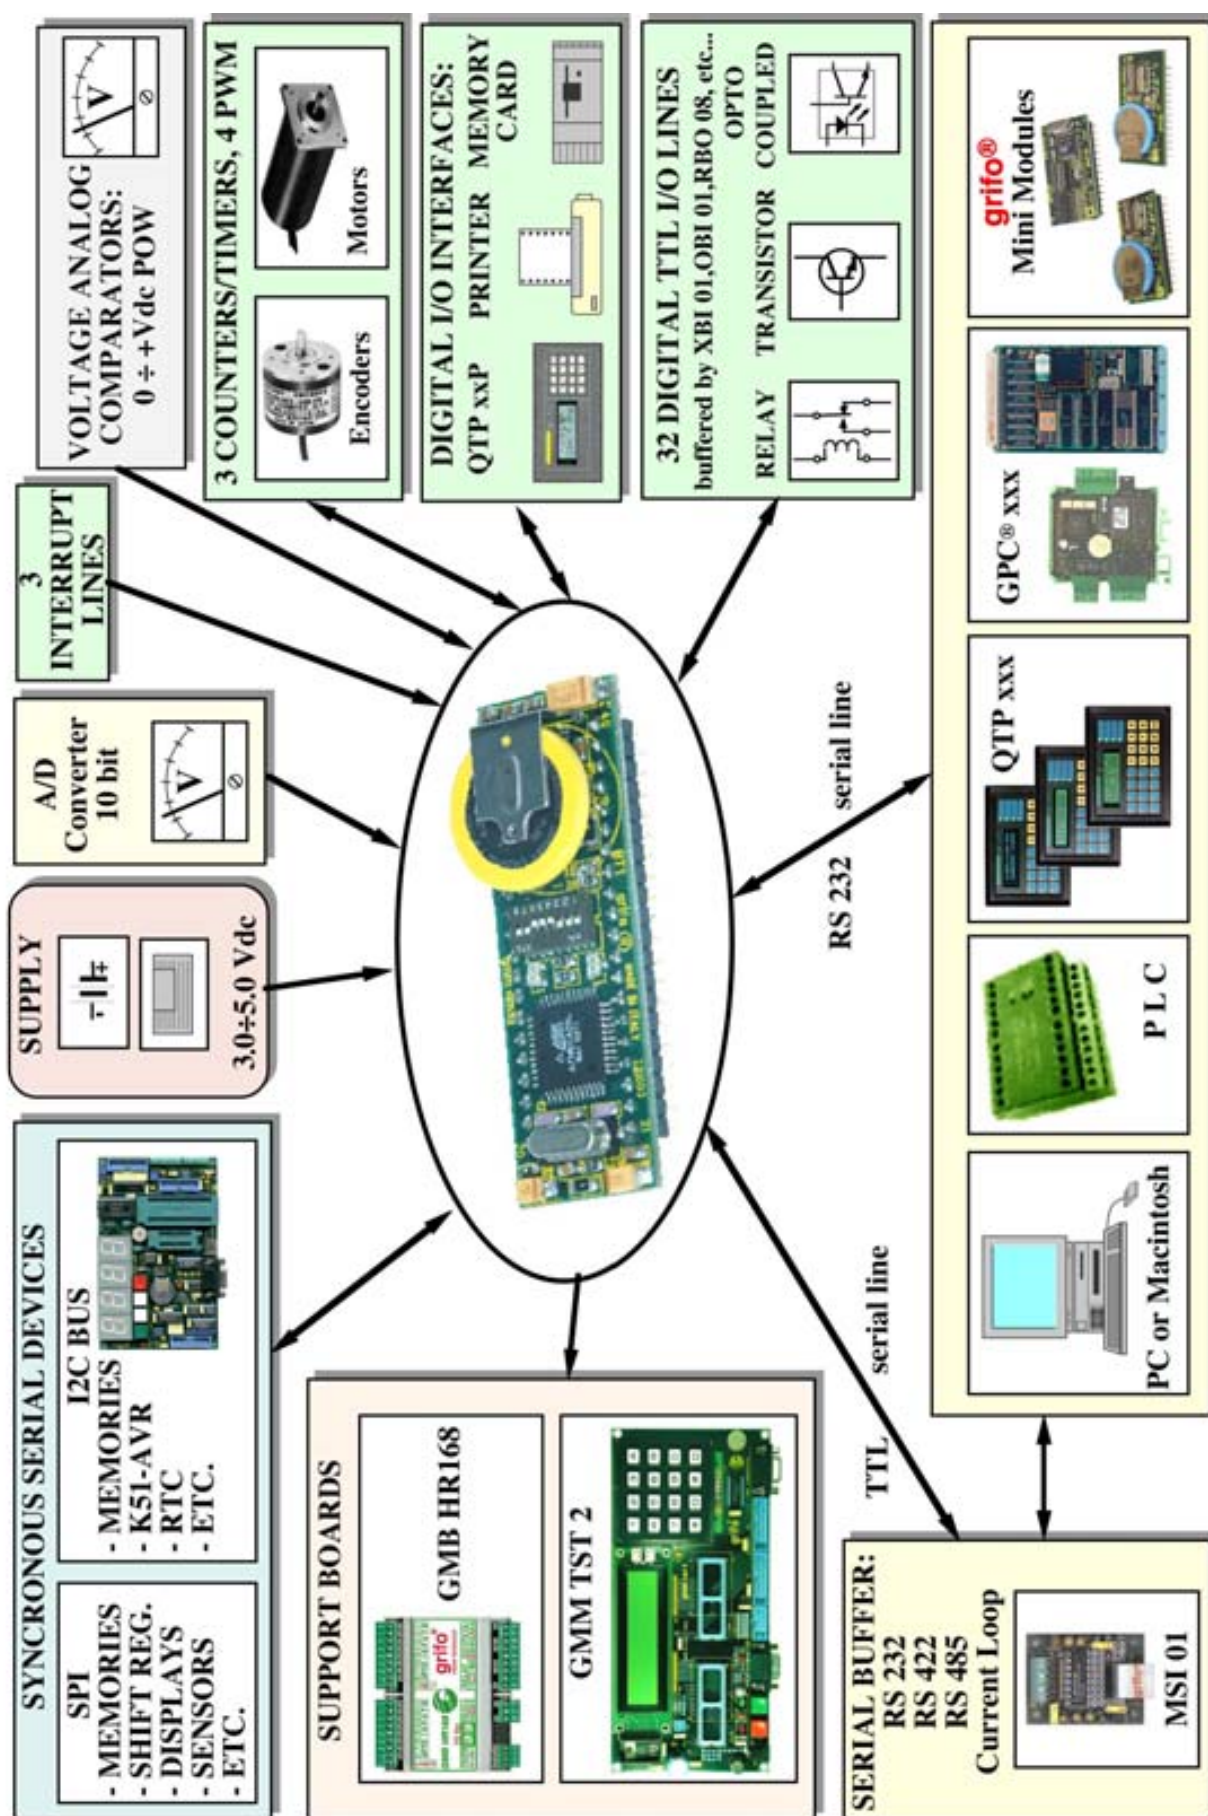 SYNCRONOUS SERIAL DEVICES
SPI
- MEMORIES
- SHIFT REG.
- DISPLAYS
- SENSORS
- ETC.
I2C BUS
- MEMORIES
- K51-AVR
- RTC
- ETC.
SUPPLY
3.0÷5.0 Vdc
A/D
Converter
10 bit
V
3
INTERRUPT
LINES
VOLTAGE ANALOG
COMPARATORS:
0 ÷ +Vdc POW
V
3 COUNTERS/TIMERS, 4 PWM
Encoders
Motors
DIGITAL I/O INTERFACES:
QTP xxP
PRINTER
MEMORY
CARD
32 DIGITAL TTL I/O LINES
buffered by XBI 01,OBI 01,RBO 08, etc...
RELAY
TRANSISTOR
OPTO
COUPLED
SUPPORT BOARDS
grifo®
GMB HR168
GMM TST 2
TTL serial line
RS 232 serial line
SERIAL BUFFER:
RS 232
RS 422
RS 485
Current Loop
MSI 01
PC or Macintosh
P L C
QTP xxx
GPC® xxx
grifo®
Mini Modules